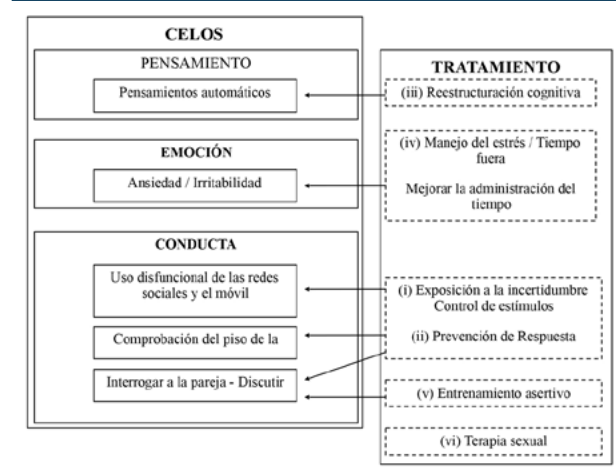 CELOS
PENSAMIENTO
Pensamientos automáticos
EMOCIÓN
Ansiedad / Irritabilidad
CONDUCTA
Uso disfuncional de las redes
sociales y el móvil
Comprobación del piso de la
Interrogar a la pareja - Discutir
TRATAMIENTO
(iii) Reestructuración cognitiva
(iv) Manejo del estrés / Tiempo
fuera
Mejorar la administración del
tiempo
(i) Exposición a la incertidumbre
Control de estímulos
(ii) Prevención de Respuesta
(v) Entrenamiento asertivo
(vi) Terapia sexual